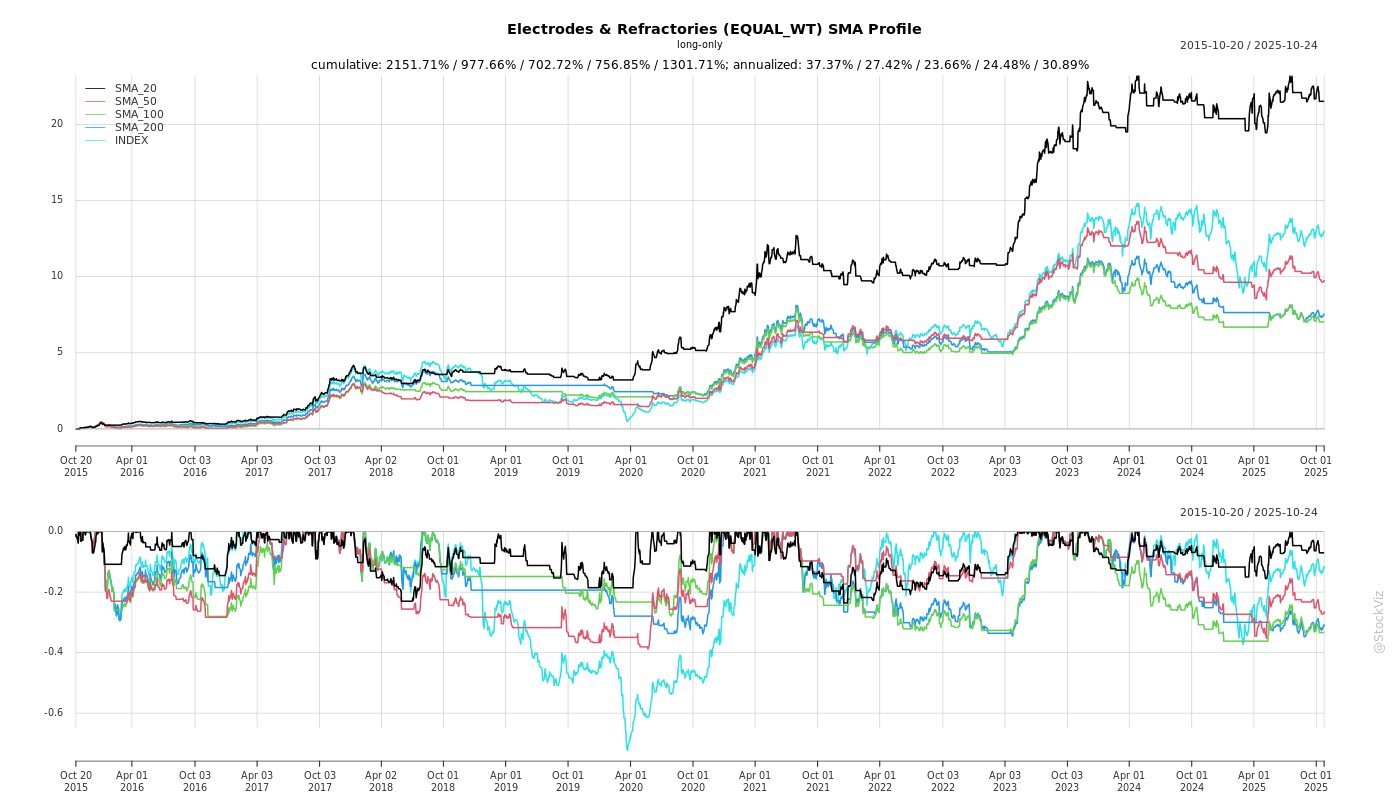 Electrodes & Refractories (EQUAL_WT) SMA Profile
long-only
2015-10-20 / 2025-10-24
cumulative: 2151.71% / 977.66% / 702.72% / 756.85% / 1301.71%; annualized: 37.37% / 27.42% / 23.66% / 24.48% / 30.89%
SMA_20
SMA_50
SMA_100
SMA_200
INDEX
20
15
10
5
0
Oct 20 Apr 01 Oct 03 Apr 03 Oct 03 Apr 02 Oct 01 Apr 01 Oct 01 Apr 01 Oct 01 Apr 01 Oct 01 Apr 01 Oct 03 Apr 03 Oct 03 Apr 01 Oct 01 Apr 01 Oct 01
2015 2016 2016 2017 2017 2018 2018 2019 2019 2020 2020 2021 2021 2022 2022 2023 2023 2024 2024 2025 2025
2015-10-20 / 2025-10-24
0.0
-0.2
-0.4
-0.6
Oct 20 Apr 01 Oct 03 Apr 03 Oct 03 Apr 02 Oct 01 Apr 01 Oct 01 Apr 01 Oct 01 Apr 01 Oct 01 Apr 01 Oct 03 Apr 03 Oct 03 Apr 01 Oct 01 Apr 01 Oct 01
2015 2016 2016 2017 2017 2018 2018 2019 2019 2020 2020 2021 2021 2022 2022 2023 2023 2024 2024 2025 2025
@StockViz